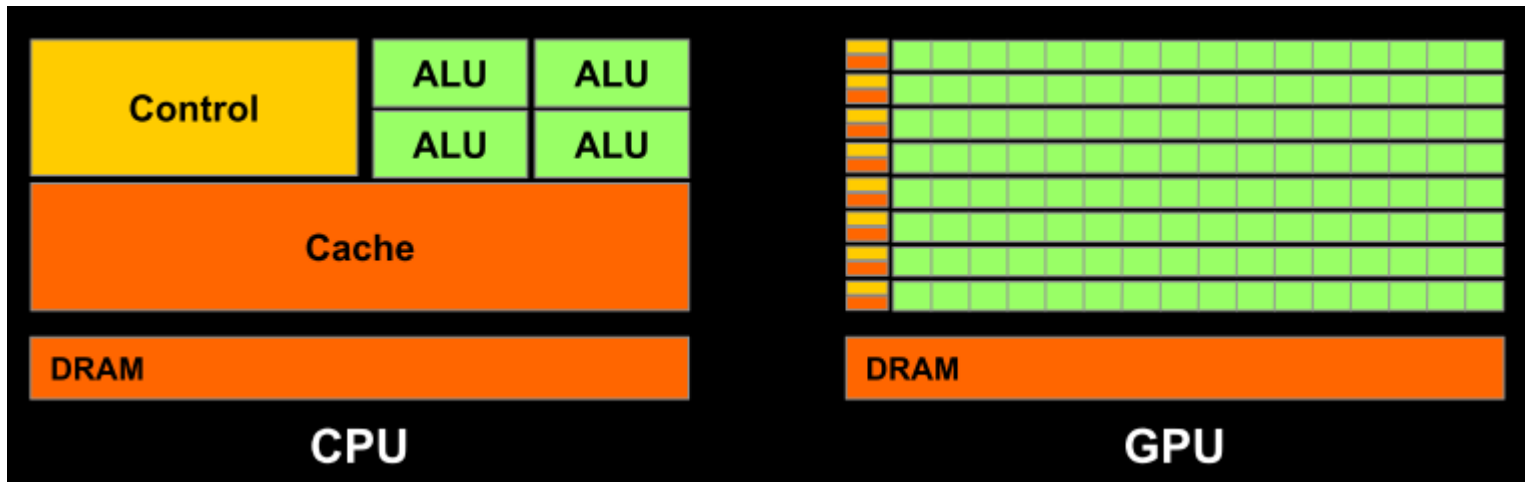 Control
ALU ALU
ALU ALU
Cache
DRAM
CPU
DRAM
GPU